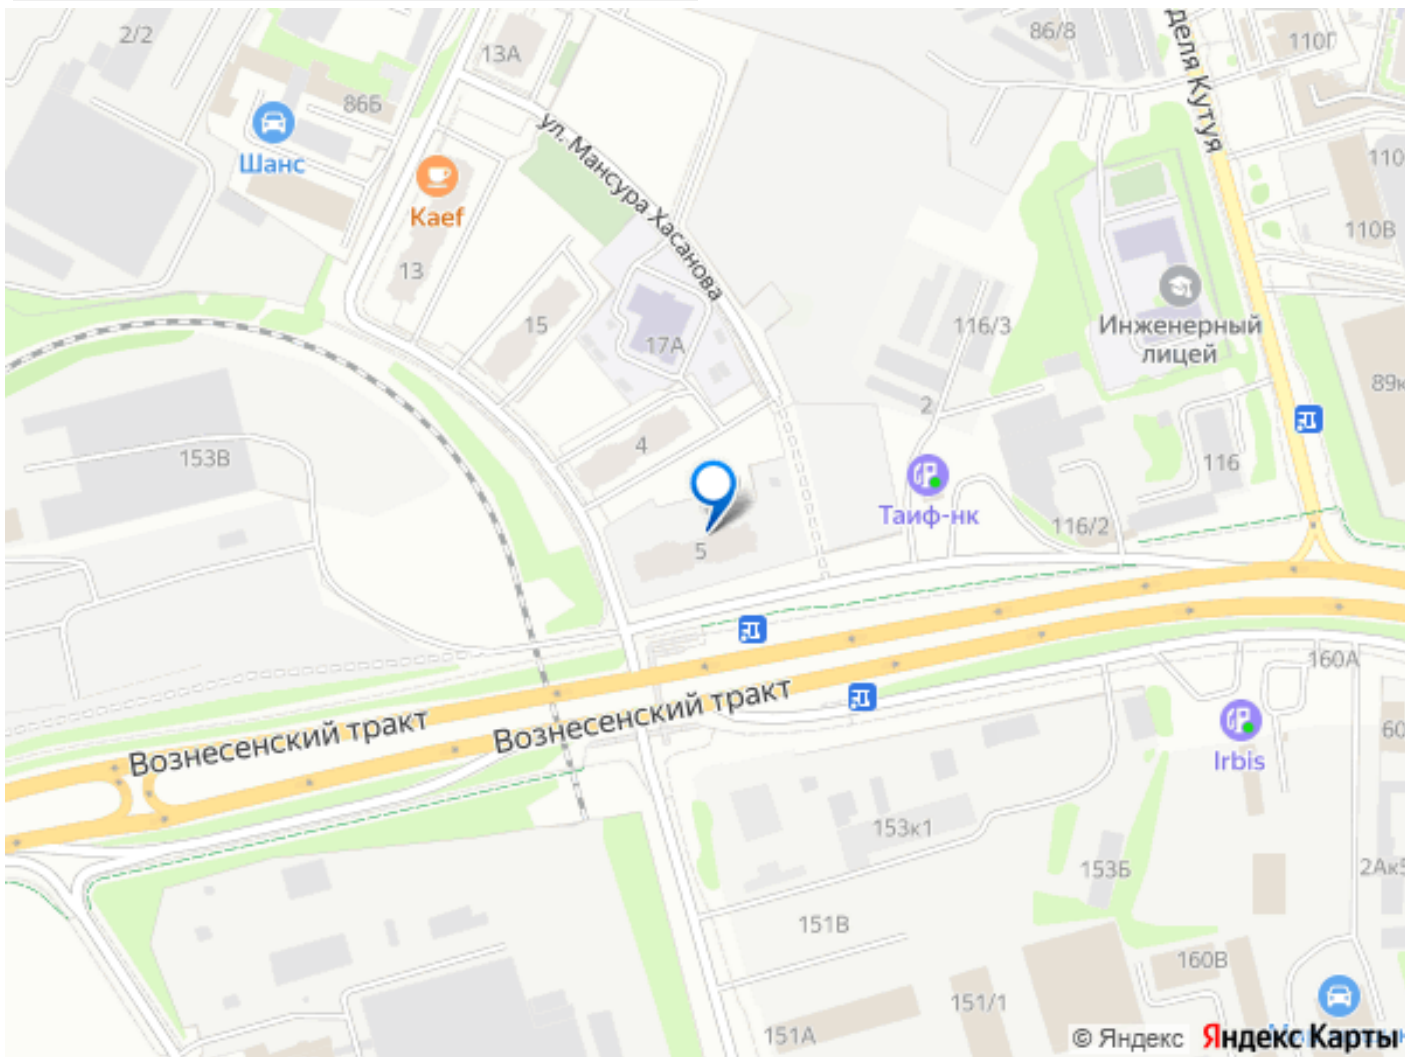 2/2
13А
86/8
110Г
деля Кутуя
86Б
Шанс
ул. Мансура Хасанова
110
Kaef
110В
13
15
17А
116/3
Инженерный
лицей
89к
2
4
153В
116
Таиф-нк
116/2
5
160А
Вознесенский тракт
Вознесенский тракт
60
Irbis
153к1
153Б
2Ак5
151В
160В
151/1
151А
© Яндекс
Яндекс Карты